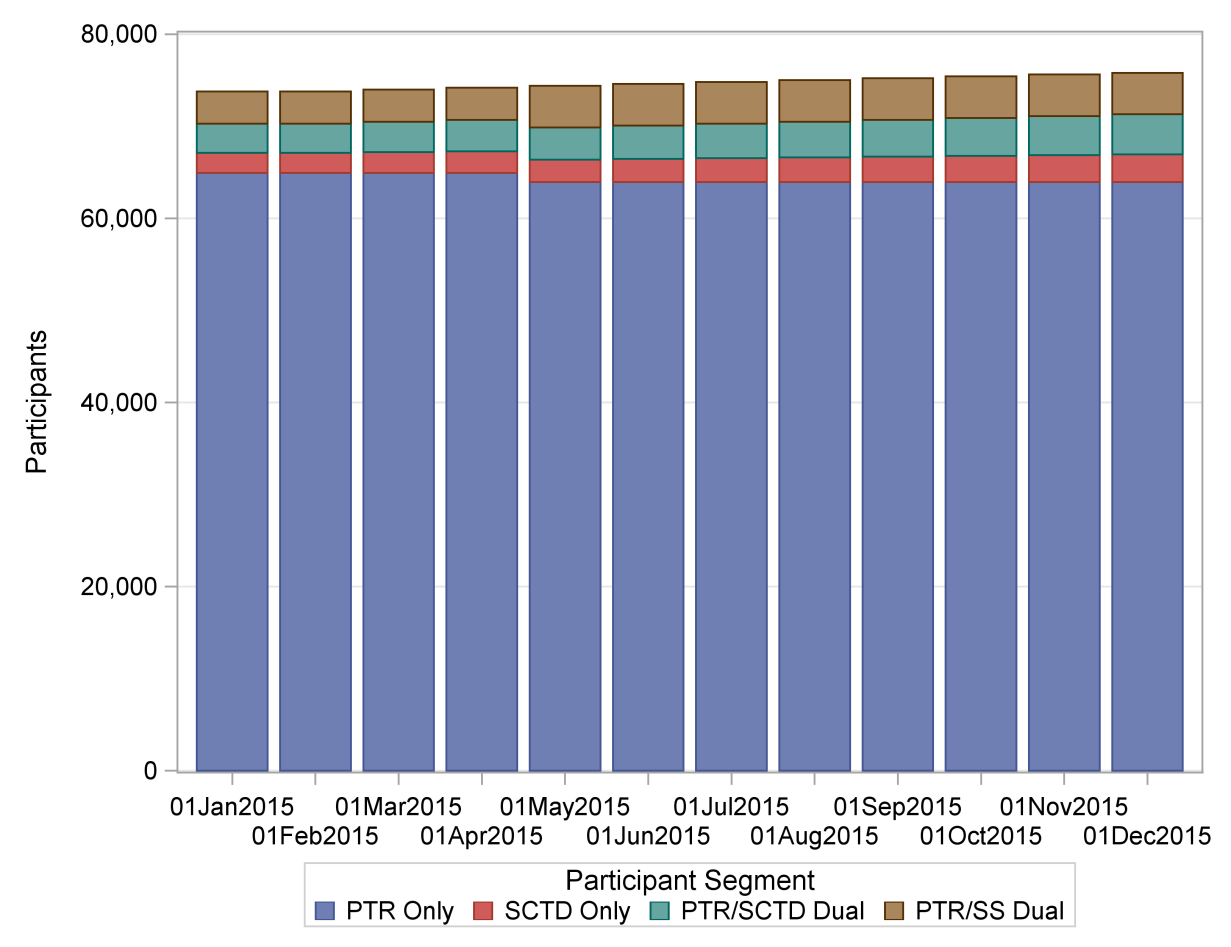 80,000
60,000
40,000
20,000
0
Participants
01Jan2015 01Mar2015 01May2015 01Jul2015 01Sep2015 01Nov2015
01Feb2015 01Apr2015 01Jun2015 01Aug2015 01Oct2015 01Dec2015
Participant Segment
PTR Only SCTD Only PTR/SCTD Dual PTR/SS Dual